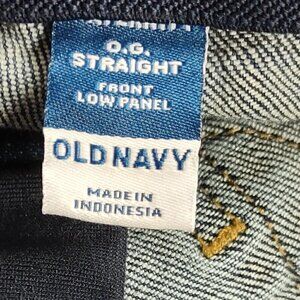 O.G.
STRAIGHT
FRONT
LOW PANEL
OLD NAVY
MADE IN
INDONESIA